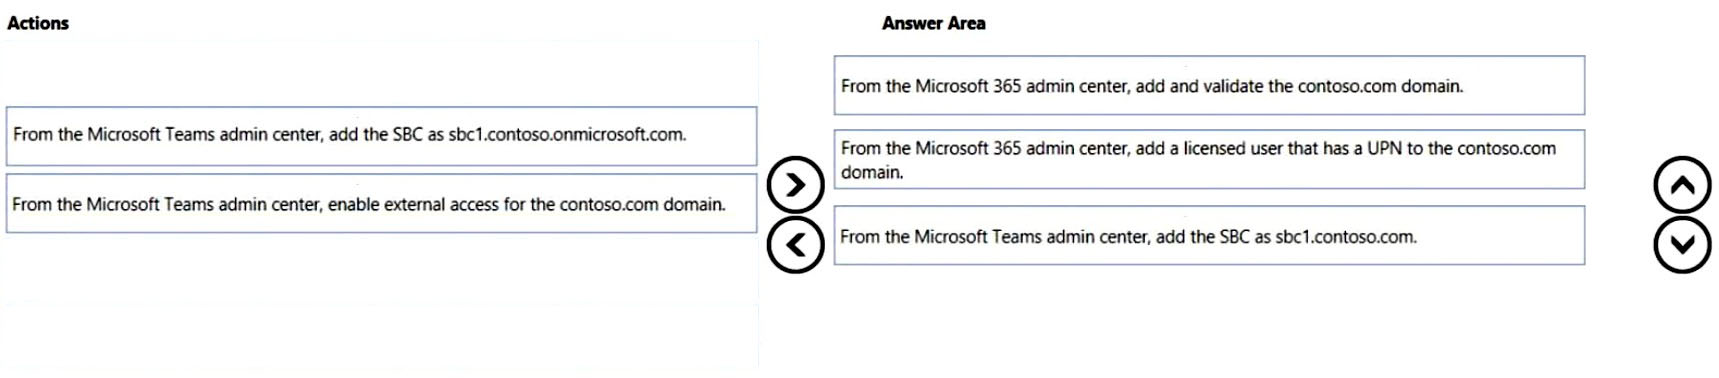 Actions
Answer Area
From the Microsoft Teams admin center, add the SBC as sbc1.contoso.onmicrosoft.com.
From the Microsoft Teams admin center, enable external access for the contoso.com domain.
From the Microsoft 365 admin center, add and validate the contoso.com domain.
From the Microsoft 365 admin center, add a licensed user that has a UPN to the contoso.com
domain.
From the Microsoft Teams admin center, add the SBC as sbc1.contoso.com.